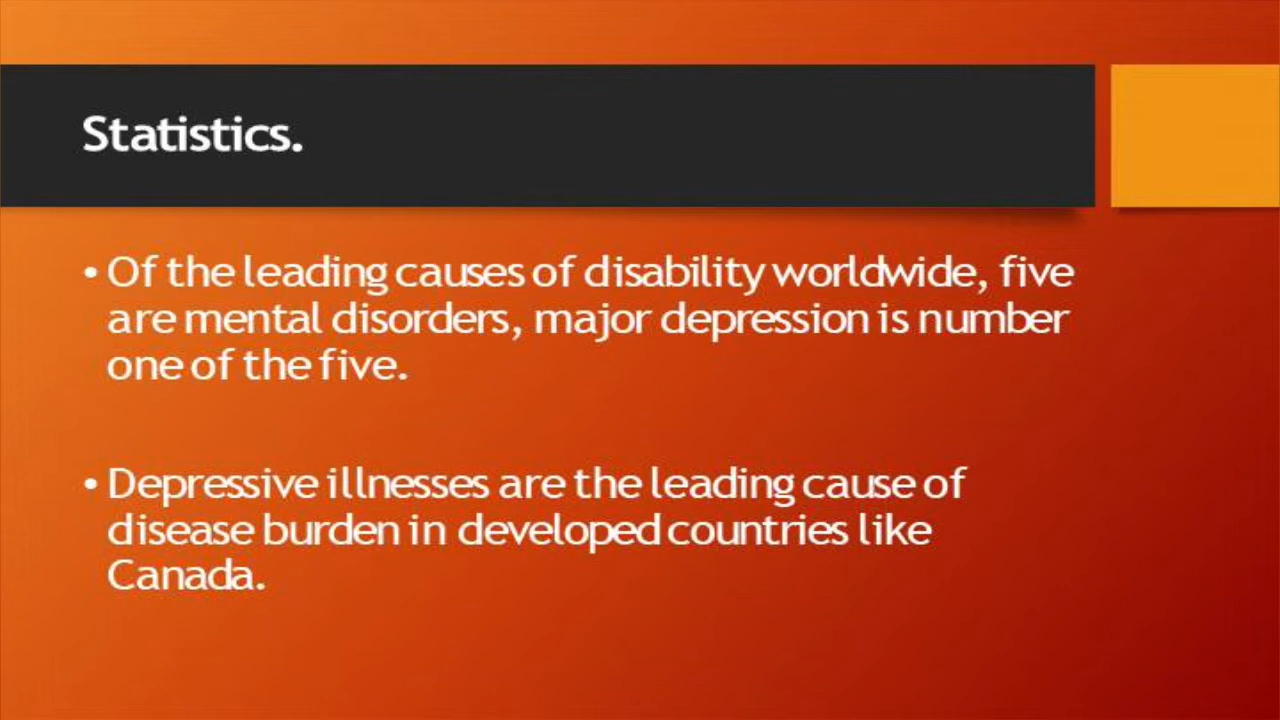 Statistics.
• Of the leading causes of disability worldwide, five
are mental disorders, major depression is number
one of the five.
• Depressive illnesses are the leading cause of
disease burden in developed countries like
Canada.